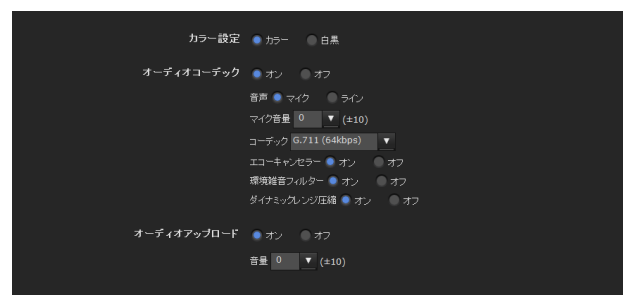 カラー設定 カラー 白黒
オーディオコーデック オン オフ
音声 マイク ライン
マイク音量 0 (±10)
コーデック G.711 (64kbps)
エコーキャンセラー オン オフ
環境雑音フィルター オン オフ
ダイナミックレンジ圧縮 オン オフ
オーディオアップロード オン オフ
音量 0 (±10)